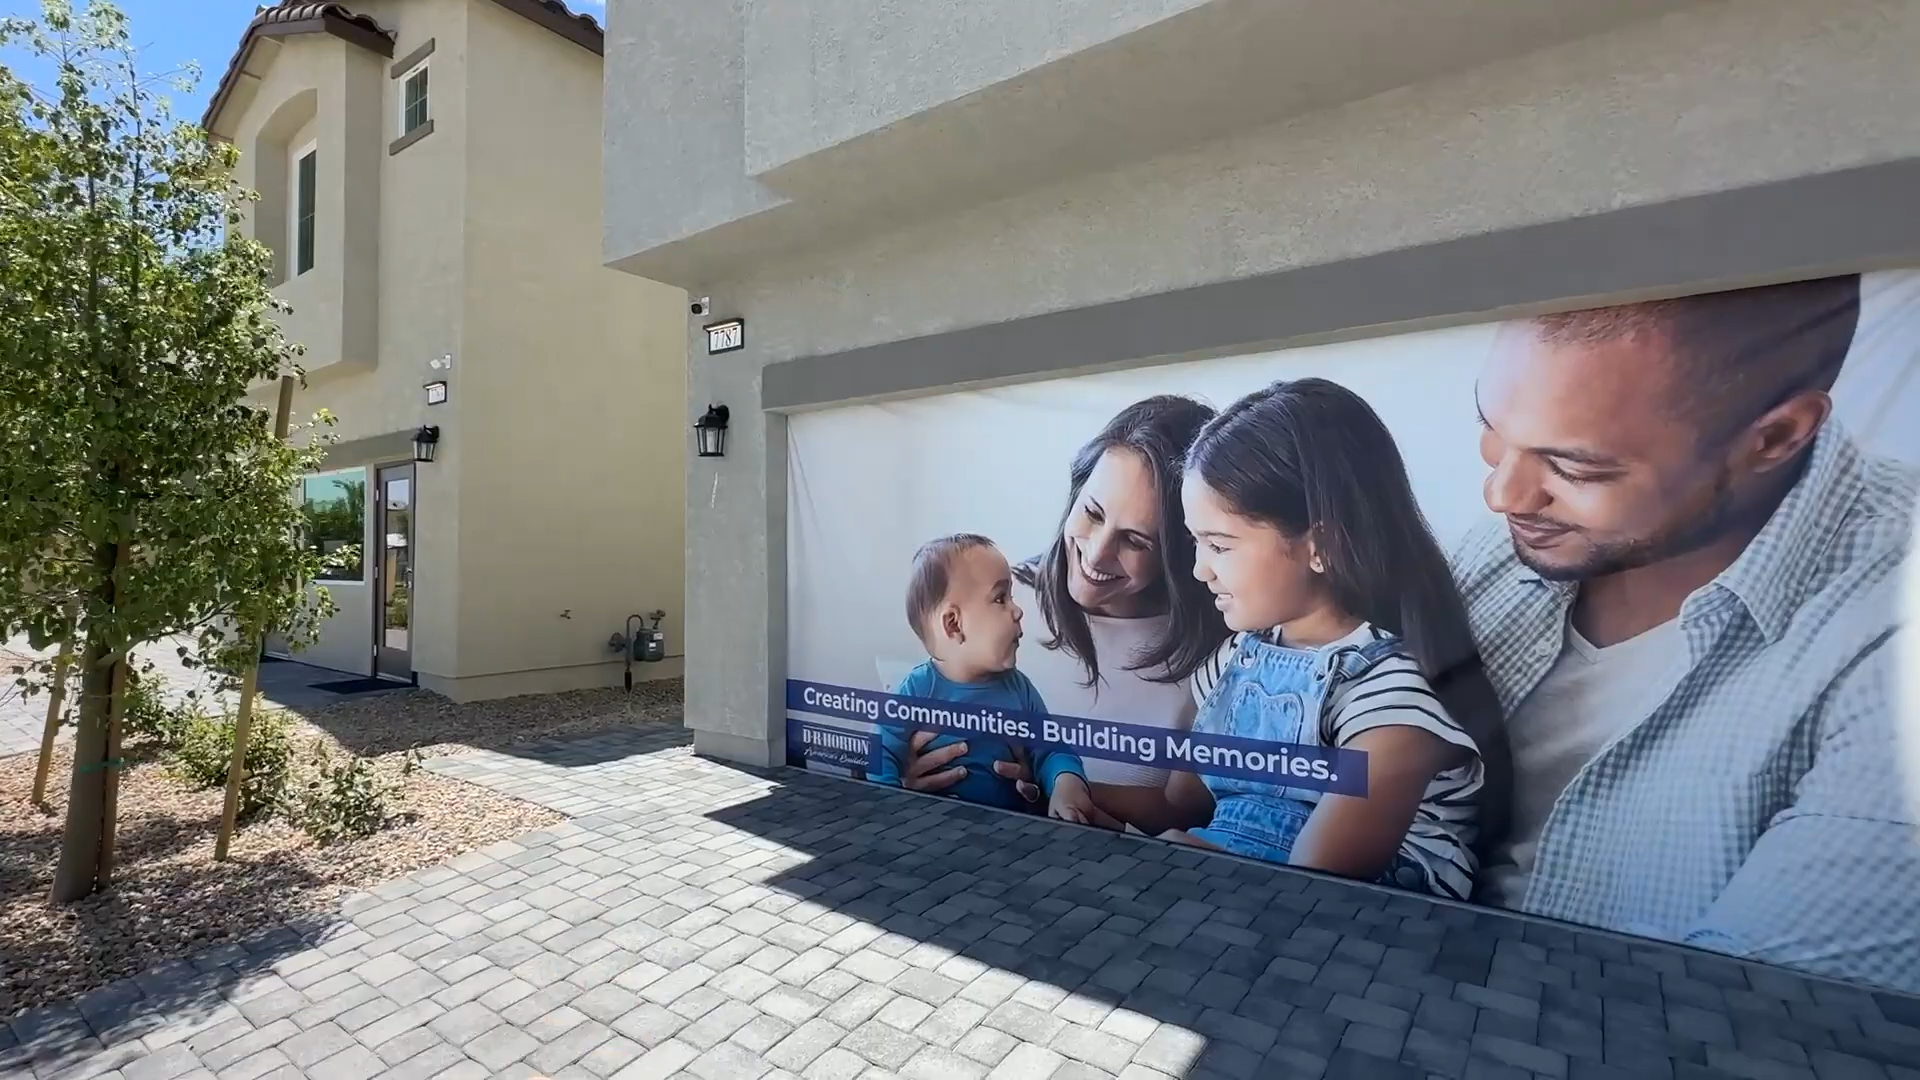 7787
Creating Communities. Building Memories.
D·R·HORTON
America's Builder